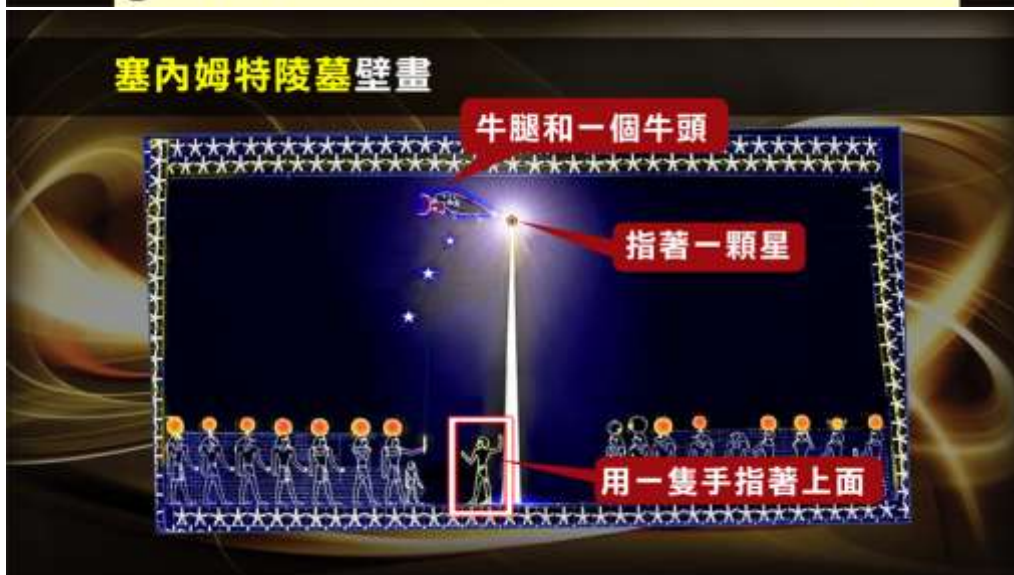 塞內姆特陵墓壁畫
牛腿和一個牛頭
指著一顆星
用一隻手指著上面